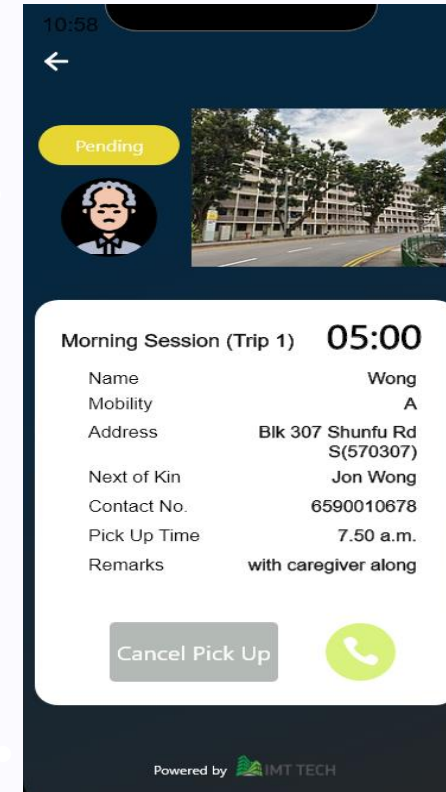 10:58
Pending
Morning Session (Trip 1) 05:00
Name Wong
Mobility A
Address Blk 307 Shunfu Rd
S(570307)
Next of Kin Jon Wong
Contact No. 6590010678
Pick Up Time 7.50 a.m.
Remarks with caregiver along
Cancel Pick Up
Powered by IMT TECH